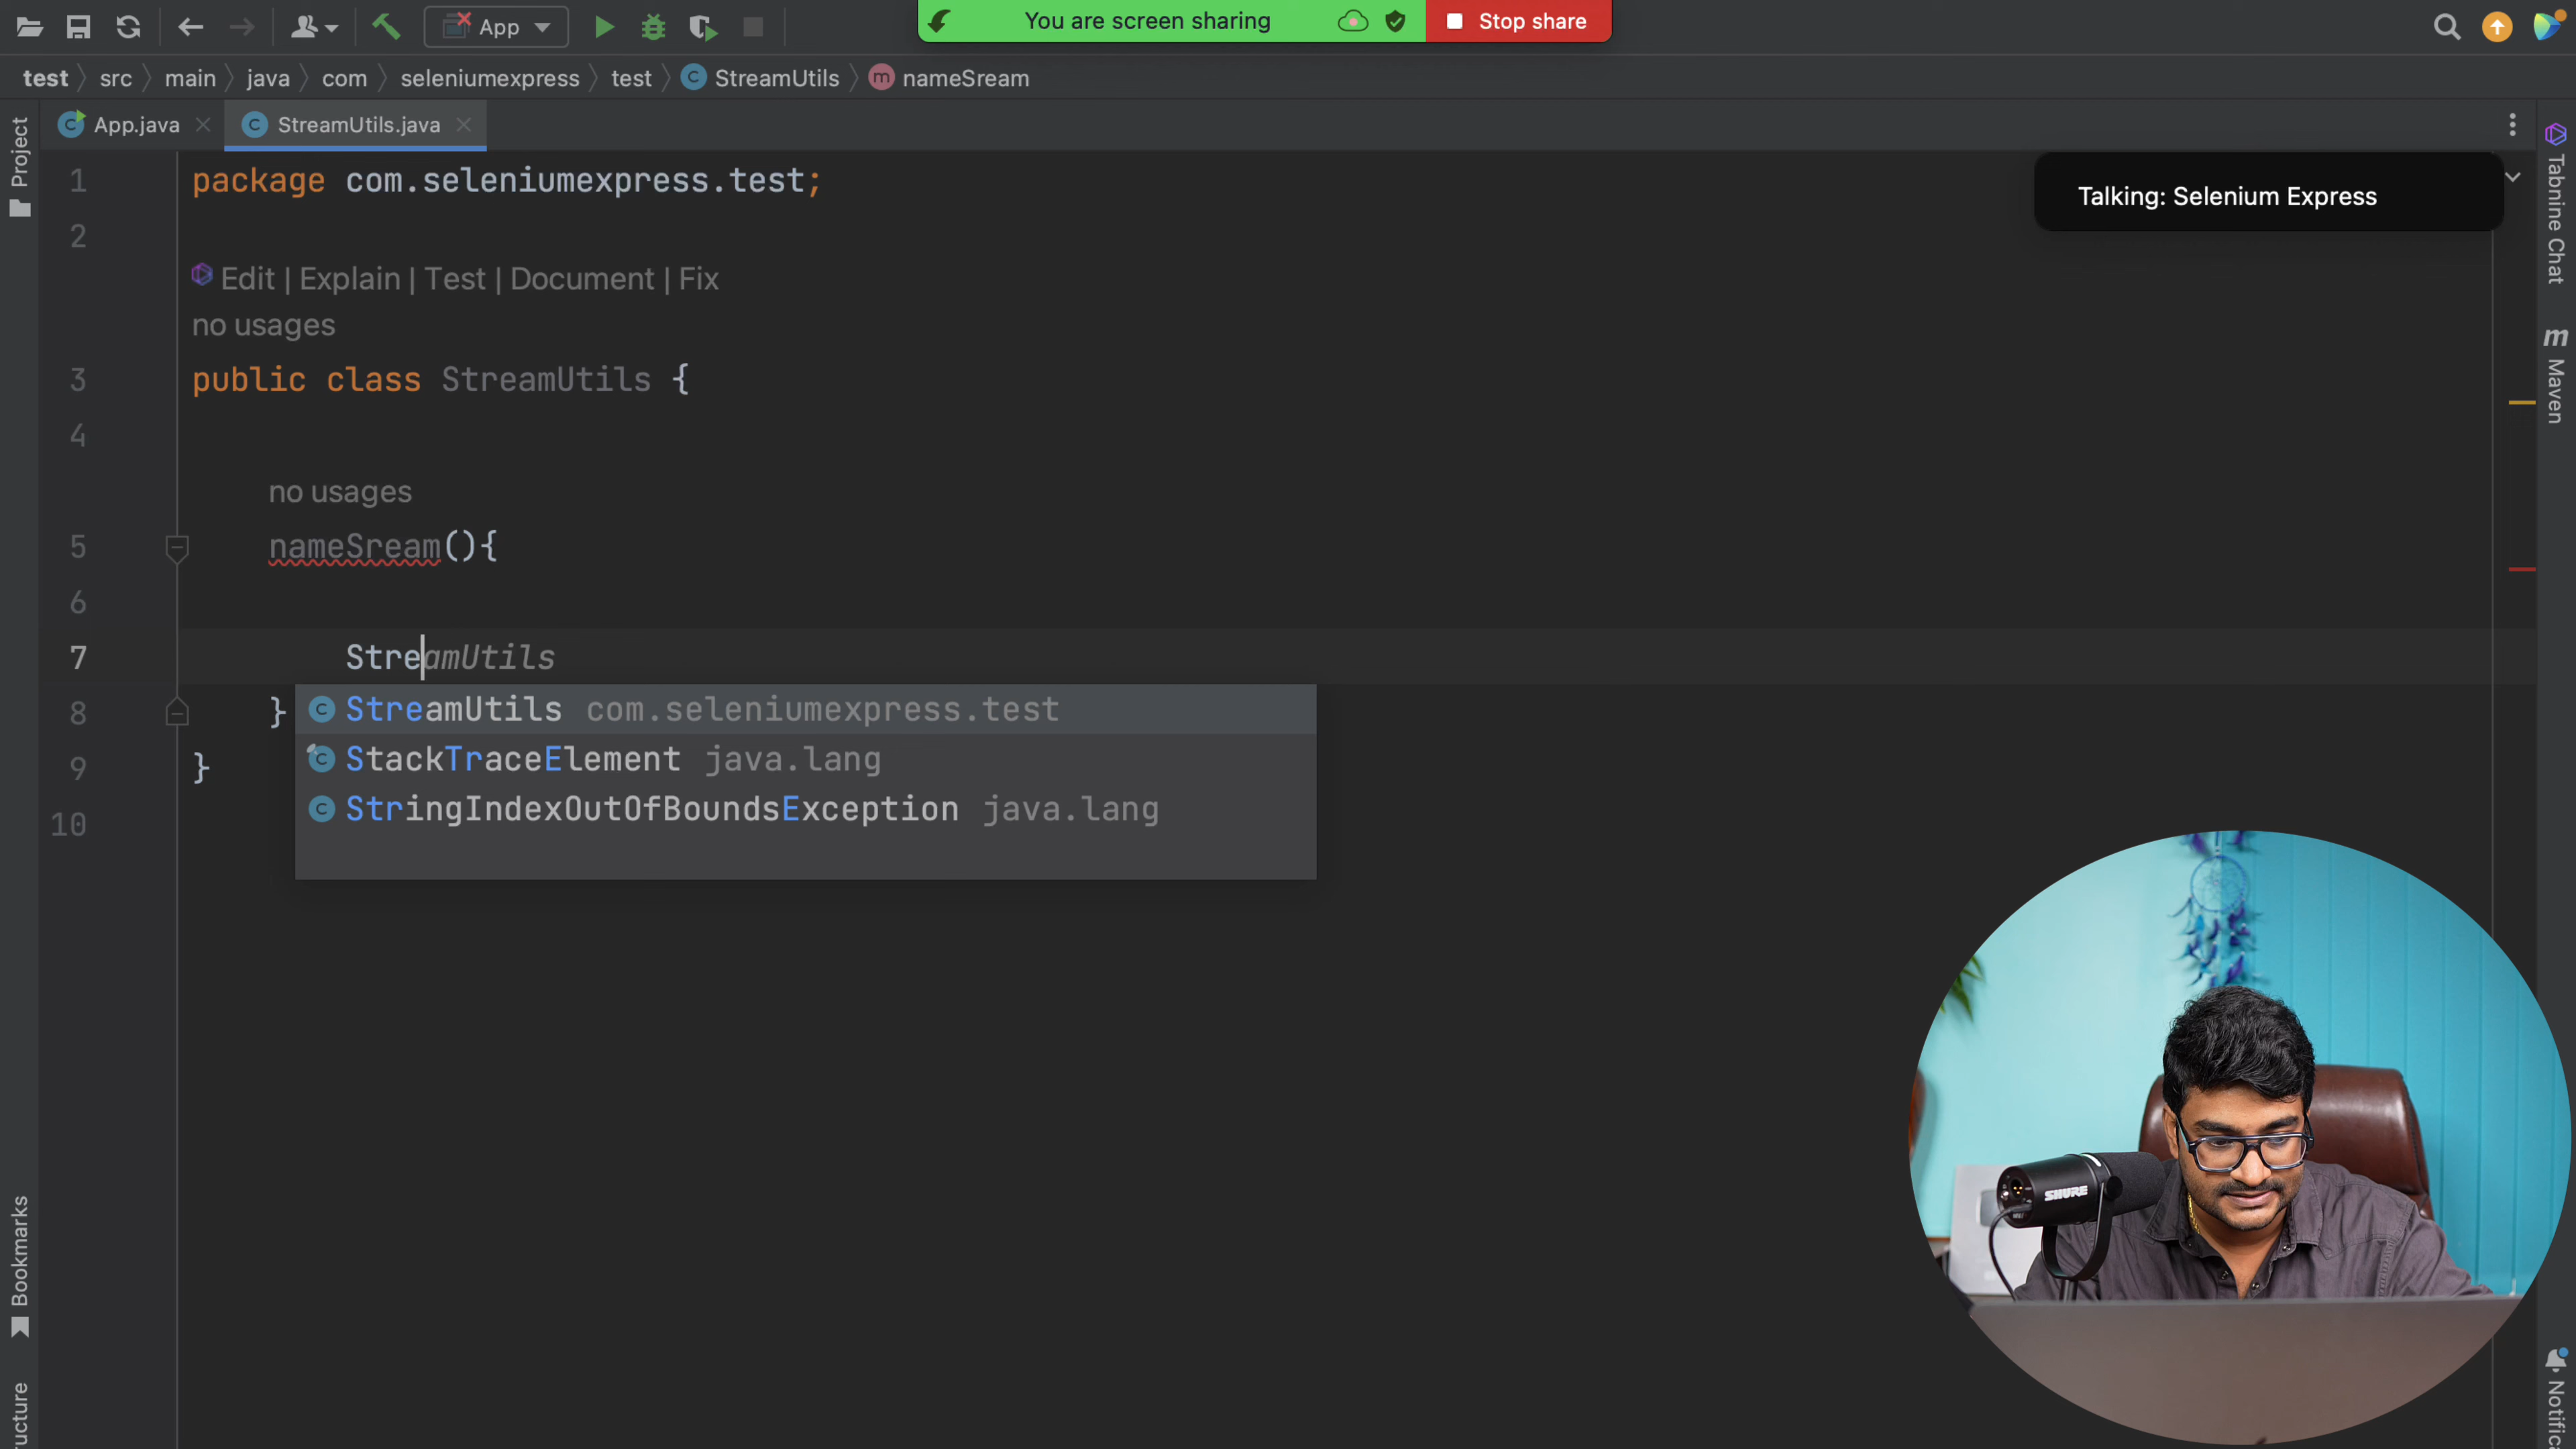 App
You are screen sharing
Stop share
test
src
main
java
com
seleniumexpress
test
StreamUtils
nameSream
App.java
StreamUtils.java
Project
Tabnine Chat
Maven
Talking: Selenium Express
1 package com.seleniumexpress.test;
2
Edit | Explain | Test | Document | Fix
no usages
3 public class StreamUtils {
4
no usages
5 nameSream(){
6
7 StreamUtils
8 }
StreamUtils com.seleniumexpress.test
StackTraceElement java.lang
9 }
StringIndexOutOfBoundsException java.lang
10
SHURE
Bookmarks
ucture
Notific